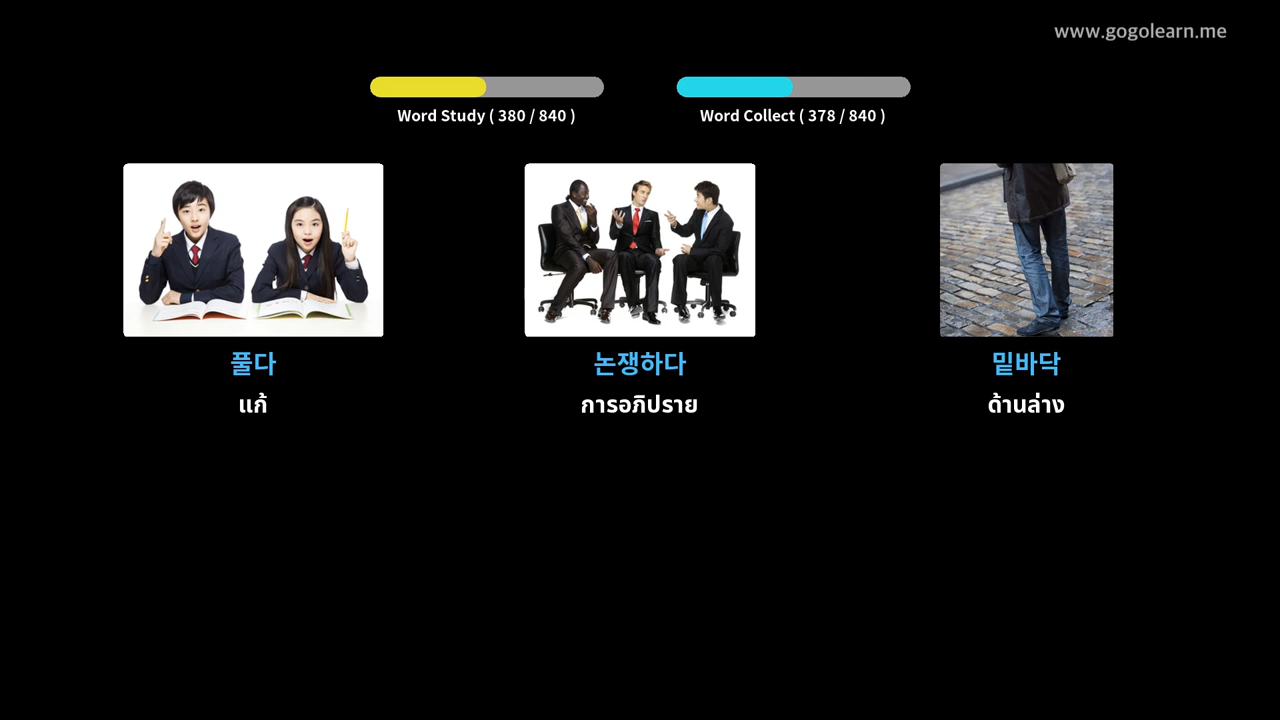 www.gogolearn.me
Word Study ( 380 / 840 )
Word Collect ( 378 / 840 )
풀다
แก้
논쟁하다
การอภิปราย
밑바닥
ด้านล่าง